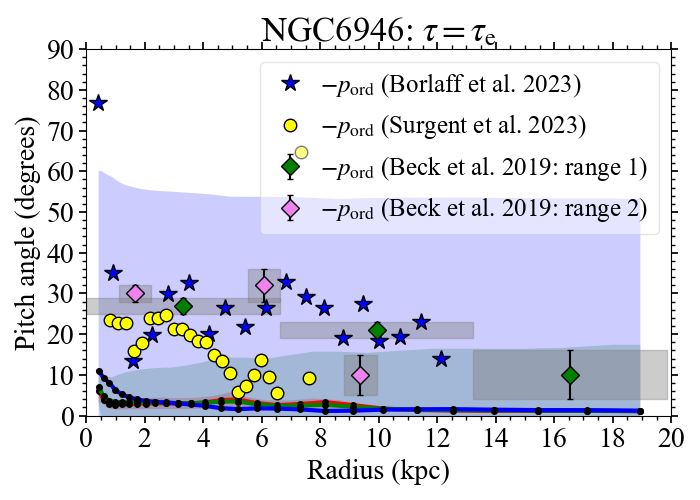 NGC6946: τ = τe
90
80
70
60
50
40
30
20
10
0
Pitch angle (degrees)
−pord (Borlaff et al. 2023)
−pord (Surgent et al. 2023)
−pord (Beck et al. 2019: range 1)
−pord (Beck et al. 2019: range 2)
0 2 4 6 8 10 12 14 16 18 20
Radius (kpc)